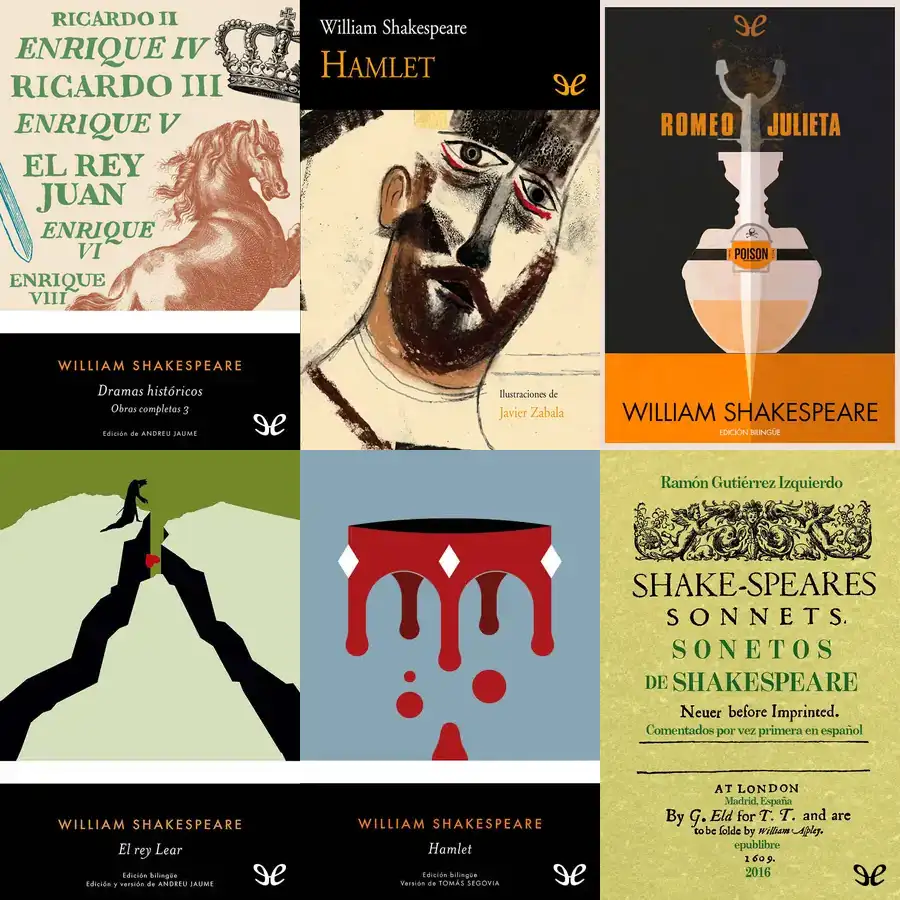 RICARDO II
ENRIQUE IV
RICARDO III
ENRIQUE V
EL REY
JUAN
ENRIQUE
VI
ENRIQUE
VIII
WILLIAM SHAKESPEARE
Dramas históricos
Obras completas 3
Edición de ANDREU JAUME
William Shakespeare
HAMLET
Ilustraciones de
Javier Zabala
ROMEO JULIETA
POISON
WILLIAM SHAKESPEARE
EDICIÓN BILINGÜE
WILLIAM SHAKESPEARE
El rey Lear
Edición bilingüe
Edición y versión de ANDREU JAUME
WILLIAM SHAKESPEARE
Hamlet
Edición bilingüe
Versión de TOMÁS SEGOVIA
Ramón Gutiérrez Izquierdo
SHAKE-SPEARES
SONNETS.
SONETOS
DE SHAKESPEARE
Neuer before Imprinted.
Comentados por vez primera en español
AT LONDON
Madrid, España
By G. Eld for T. T. and are
to be solde by William Aspley.
epublibre
1609.
2016